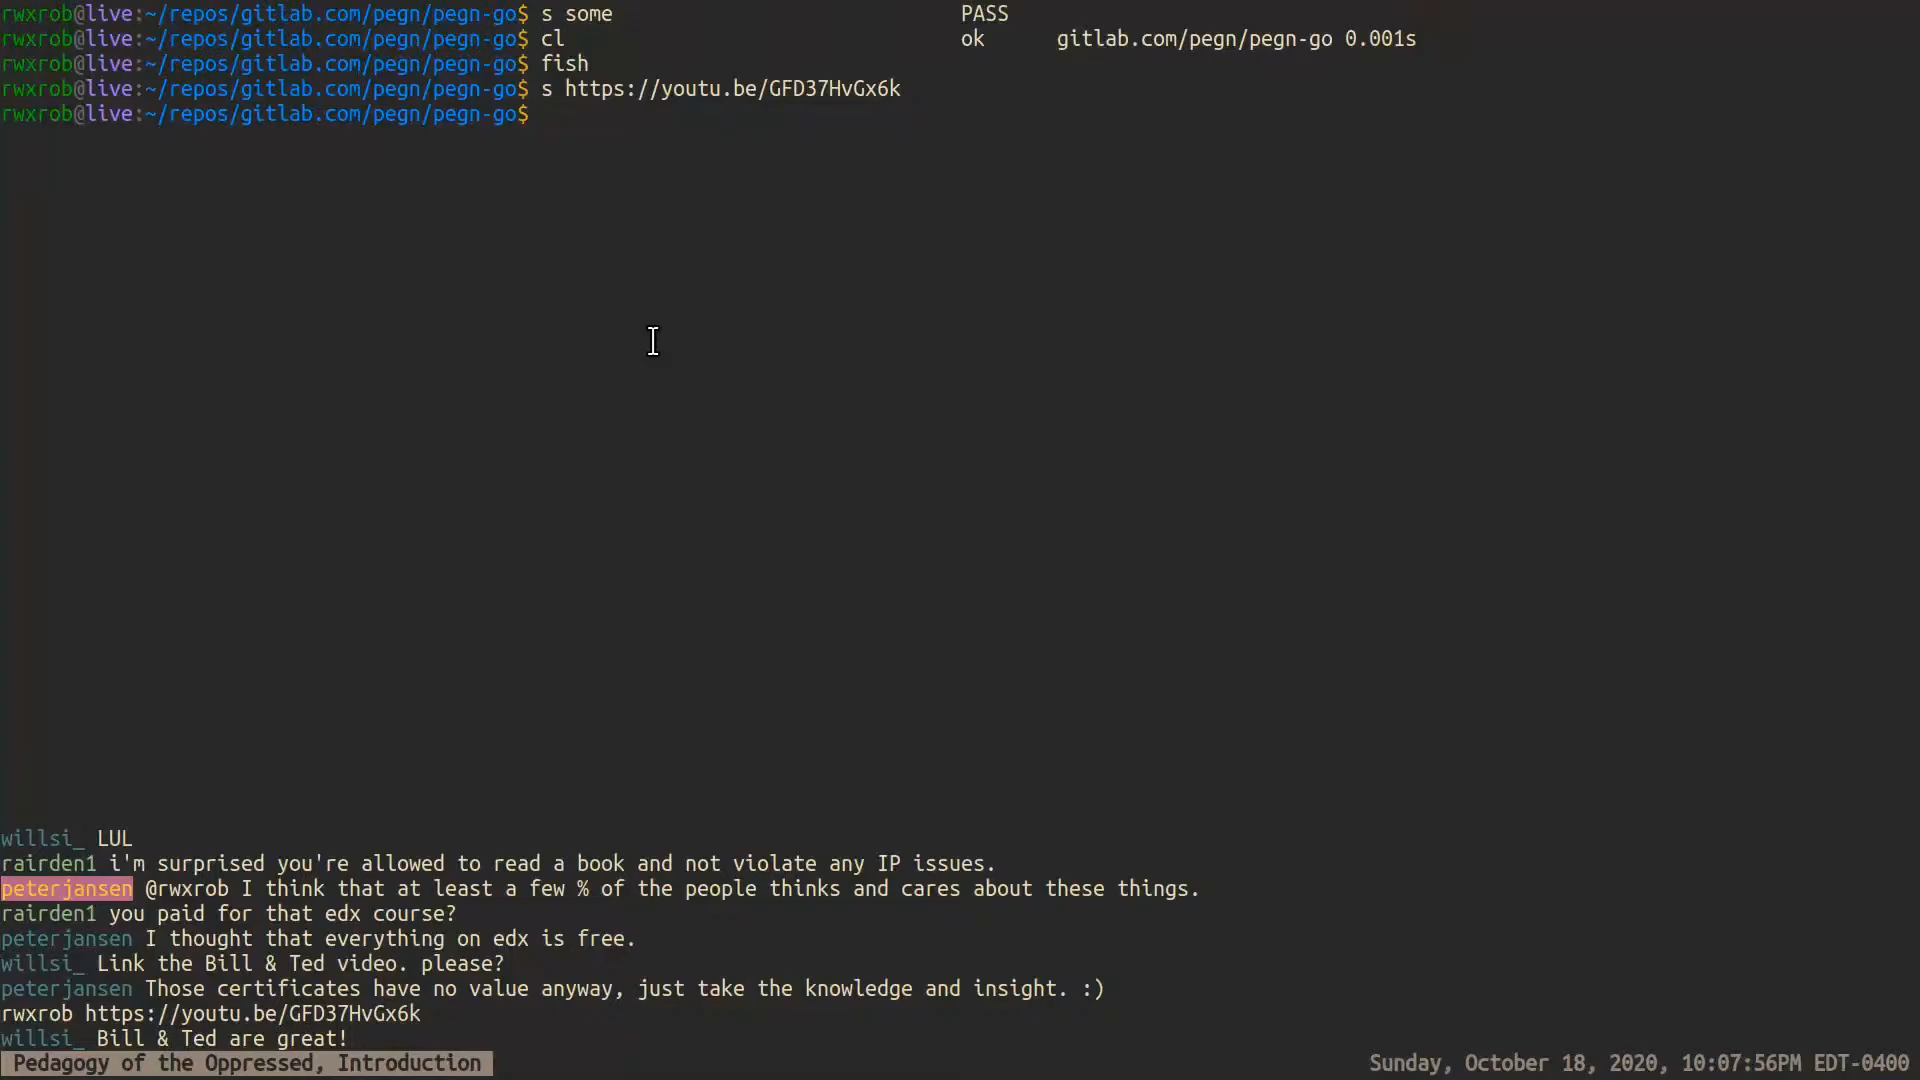 rwxrob@live:~/repos/gitlab.com/pegn/pegn-go$ s some
rwxrob@live:~/repos/gitlab.com/pegn/pegn-go$ cl
rwxrob@live:~/repos/gitlab.com/pegn/pegn-go$ fish
rwxrob@live:~/repos/gitlab.com/pegn/pegn-go$ s https://youtu.be/GFD37HvGx6k
rwxrob@live:~/repos/gitlab.com/pegn/pegn-go$
PASS
ok gitlab.com/pegn/pegn-go 0.001s
willsi_ LUL
rairden1 i'm surprised you're allowed to read a book and not violate any IP issues.
peterjansen @rwxrob I think that at least a few % of the people thinks and cares about these things.
rairden1 you paid for that edx course?
peterjansen I thought that everything on edx is free.
willsi_ Link the Bill & Ted video. please?
peterjansen Those certificates have no value anyway, just take the knowledge and insight. :)
rwxrob https://youtu.be/GFD37HvGx6k
willsi_ Bill & Ted are great!
Pedagogy of the Oppressed, Introduction
Sunday, October 18, 2020, 10:07:56PM EDT-0400